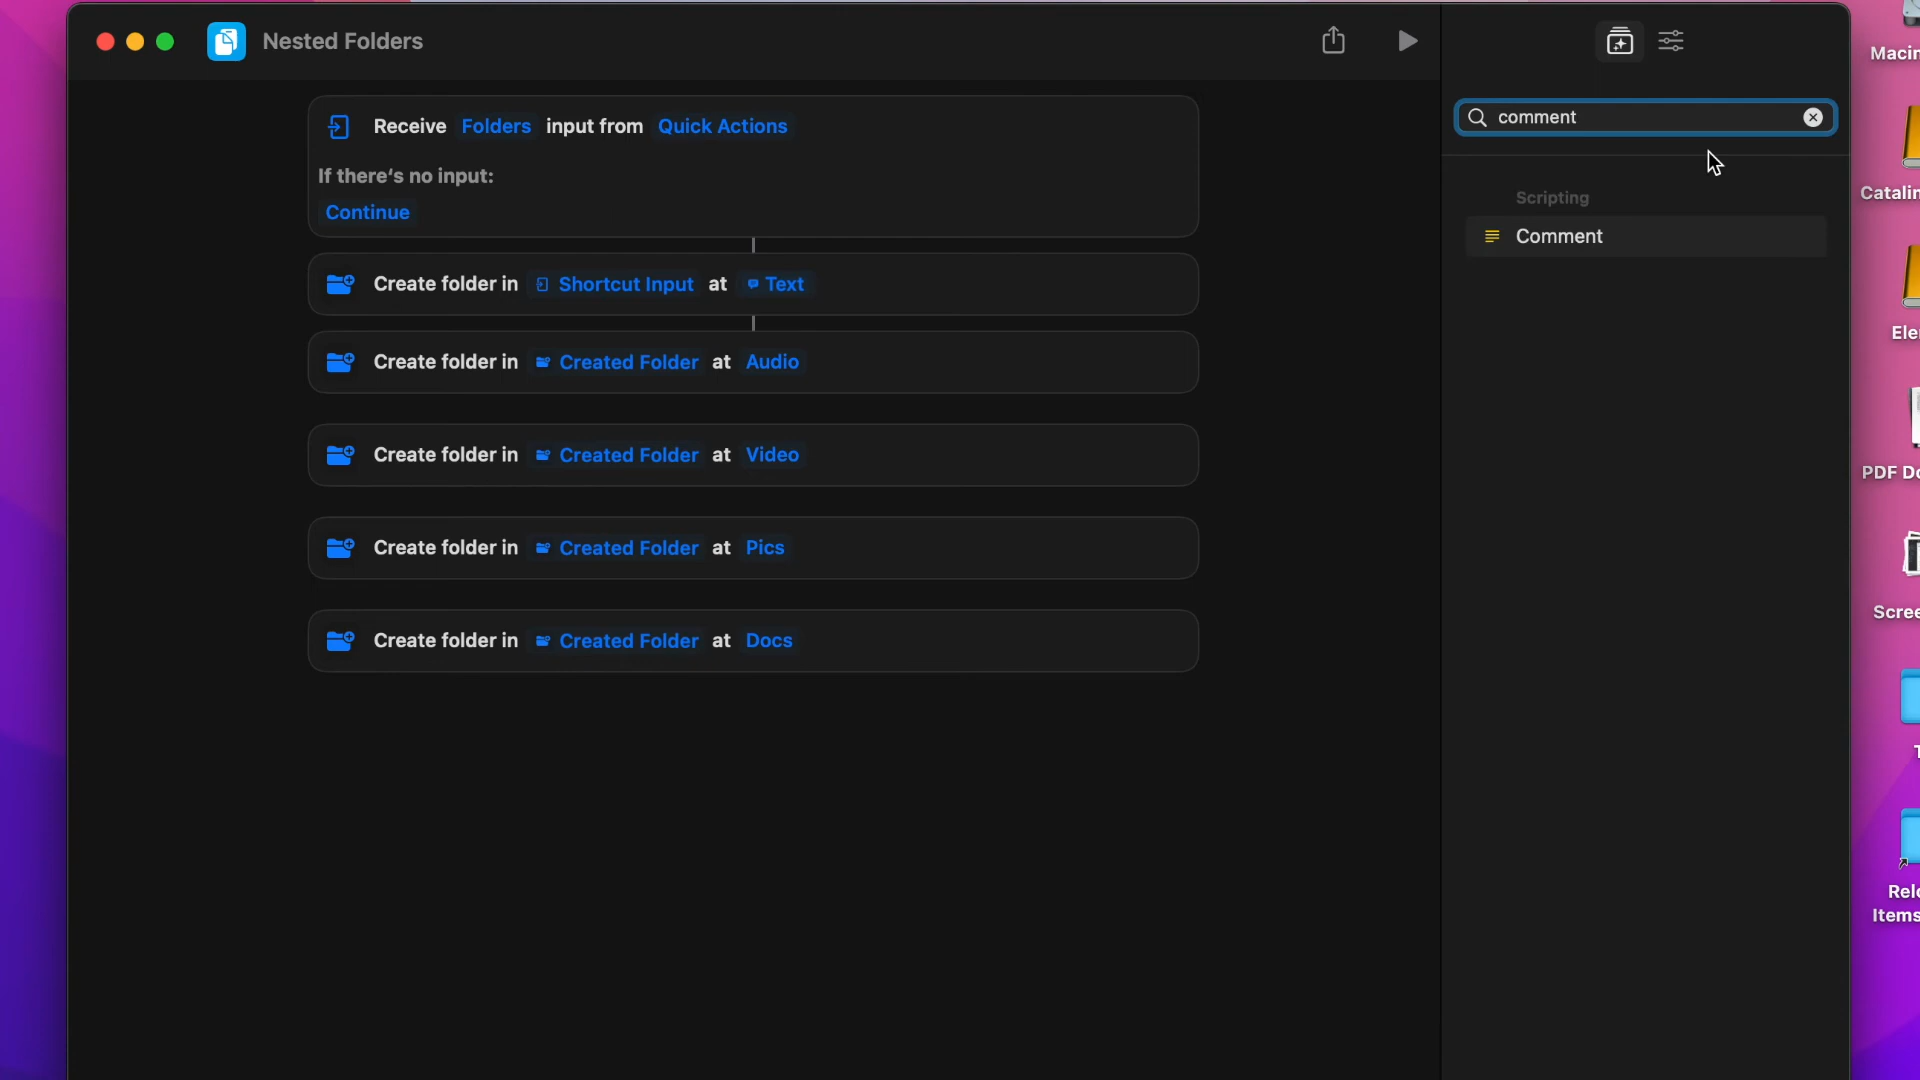 Nested Folders
Receive Folders input from Quick Actions
If there's no input:
Continue
Create folder in Shortcut Input at Text
Create folder in Created Folder at Audio
Create folder in Created Folder at Video
Create folder in Created Folder at Pics
Create folder in Created Folder at Docs
comment
Scripting
Comment
Macin
Catalin
Ele
PDF Do
Scree
T
Relo
Items